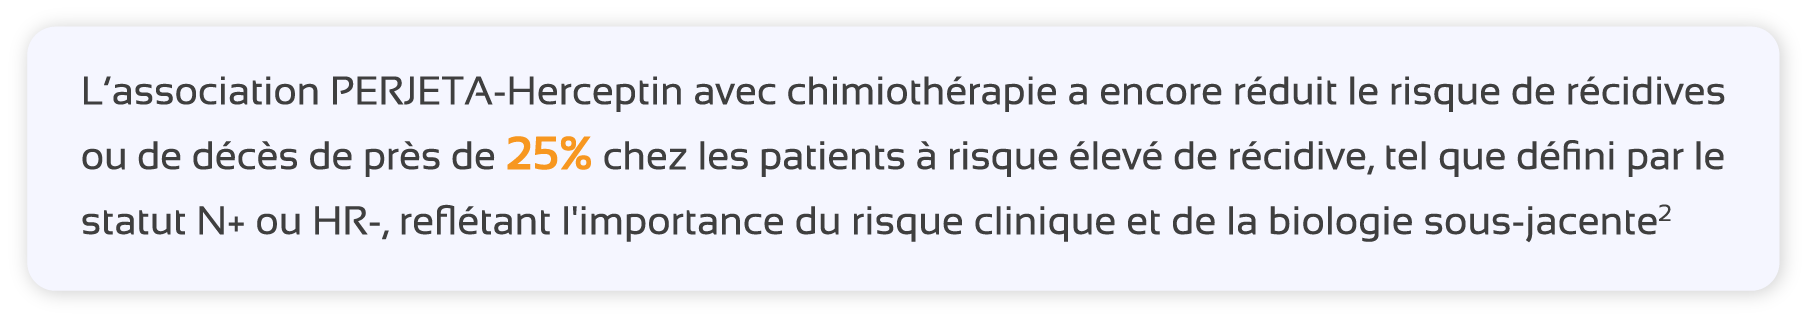 L’association PERJETA-Herceptin avec chimiothérapie a encore réduit le risque de récidives
ou de décès de près de 25% chez les patients à risque élevé de récidive, tel que défini par le
statut N+ ou HR-, reflétant l'importance du risque clinique et de la biologie sous-jacente²